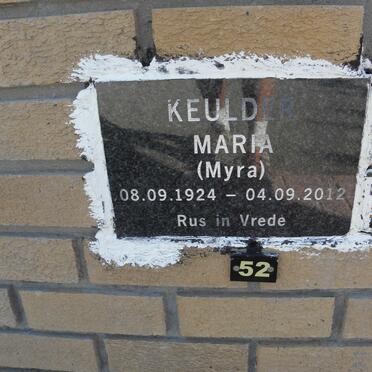 KEULDER
MARIA
(Myra)
08.09.1924 – 04.09.2012
Rus in Vrede
52